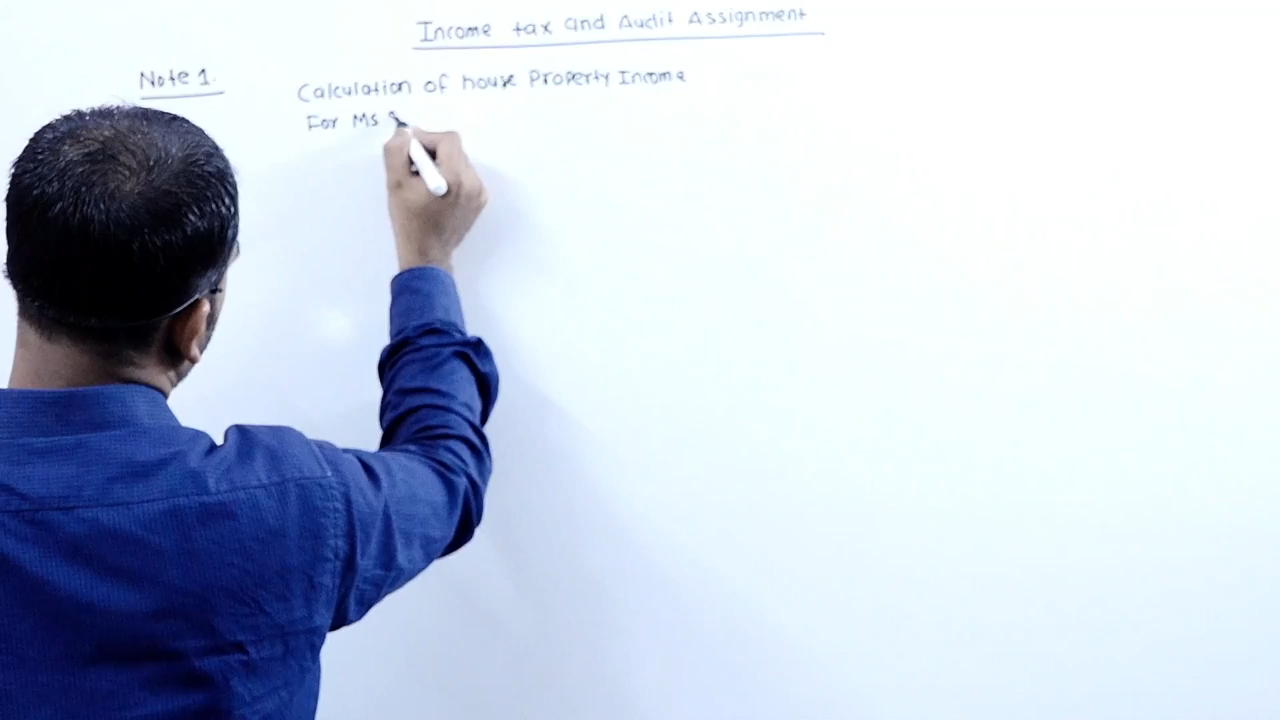 Income tax and Audit Assignment
Note 1.
Calculation of house Property Income
For Ms